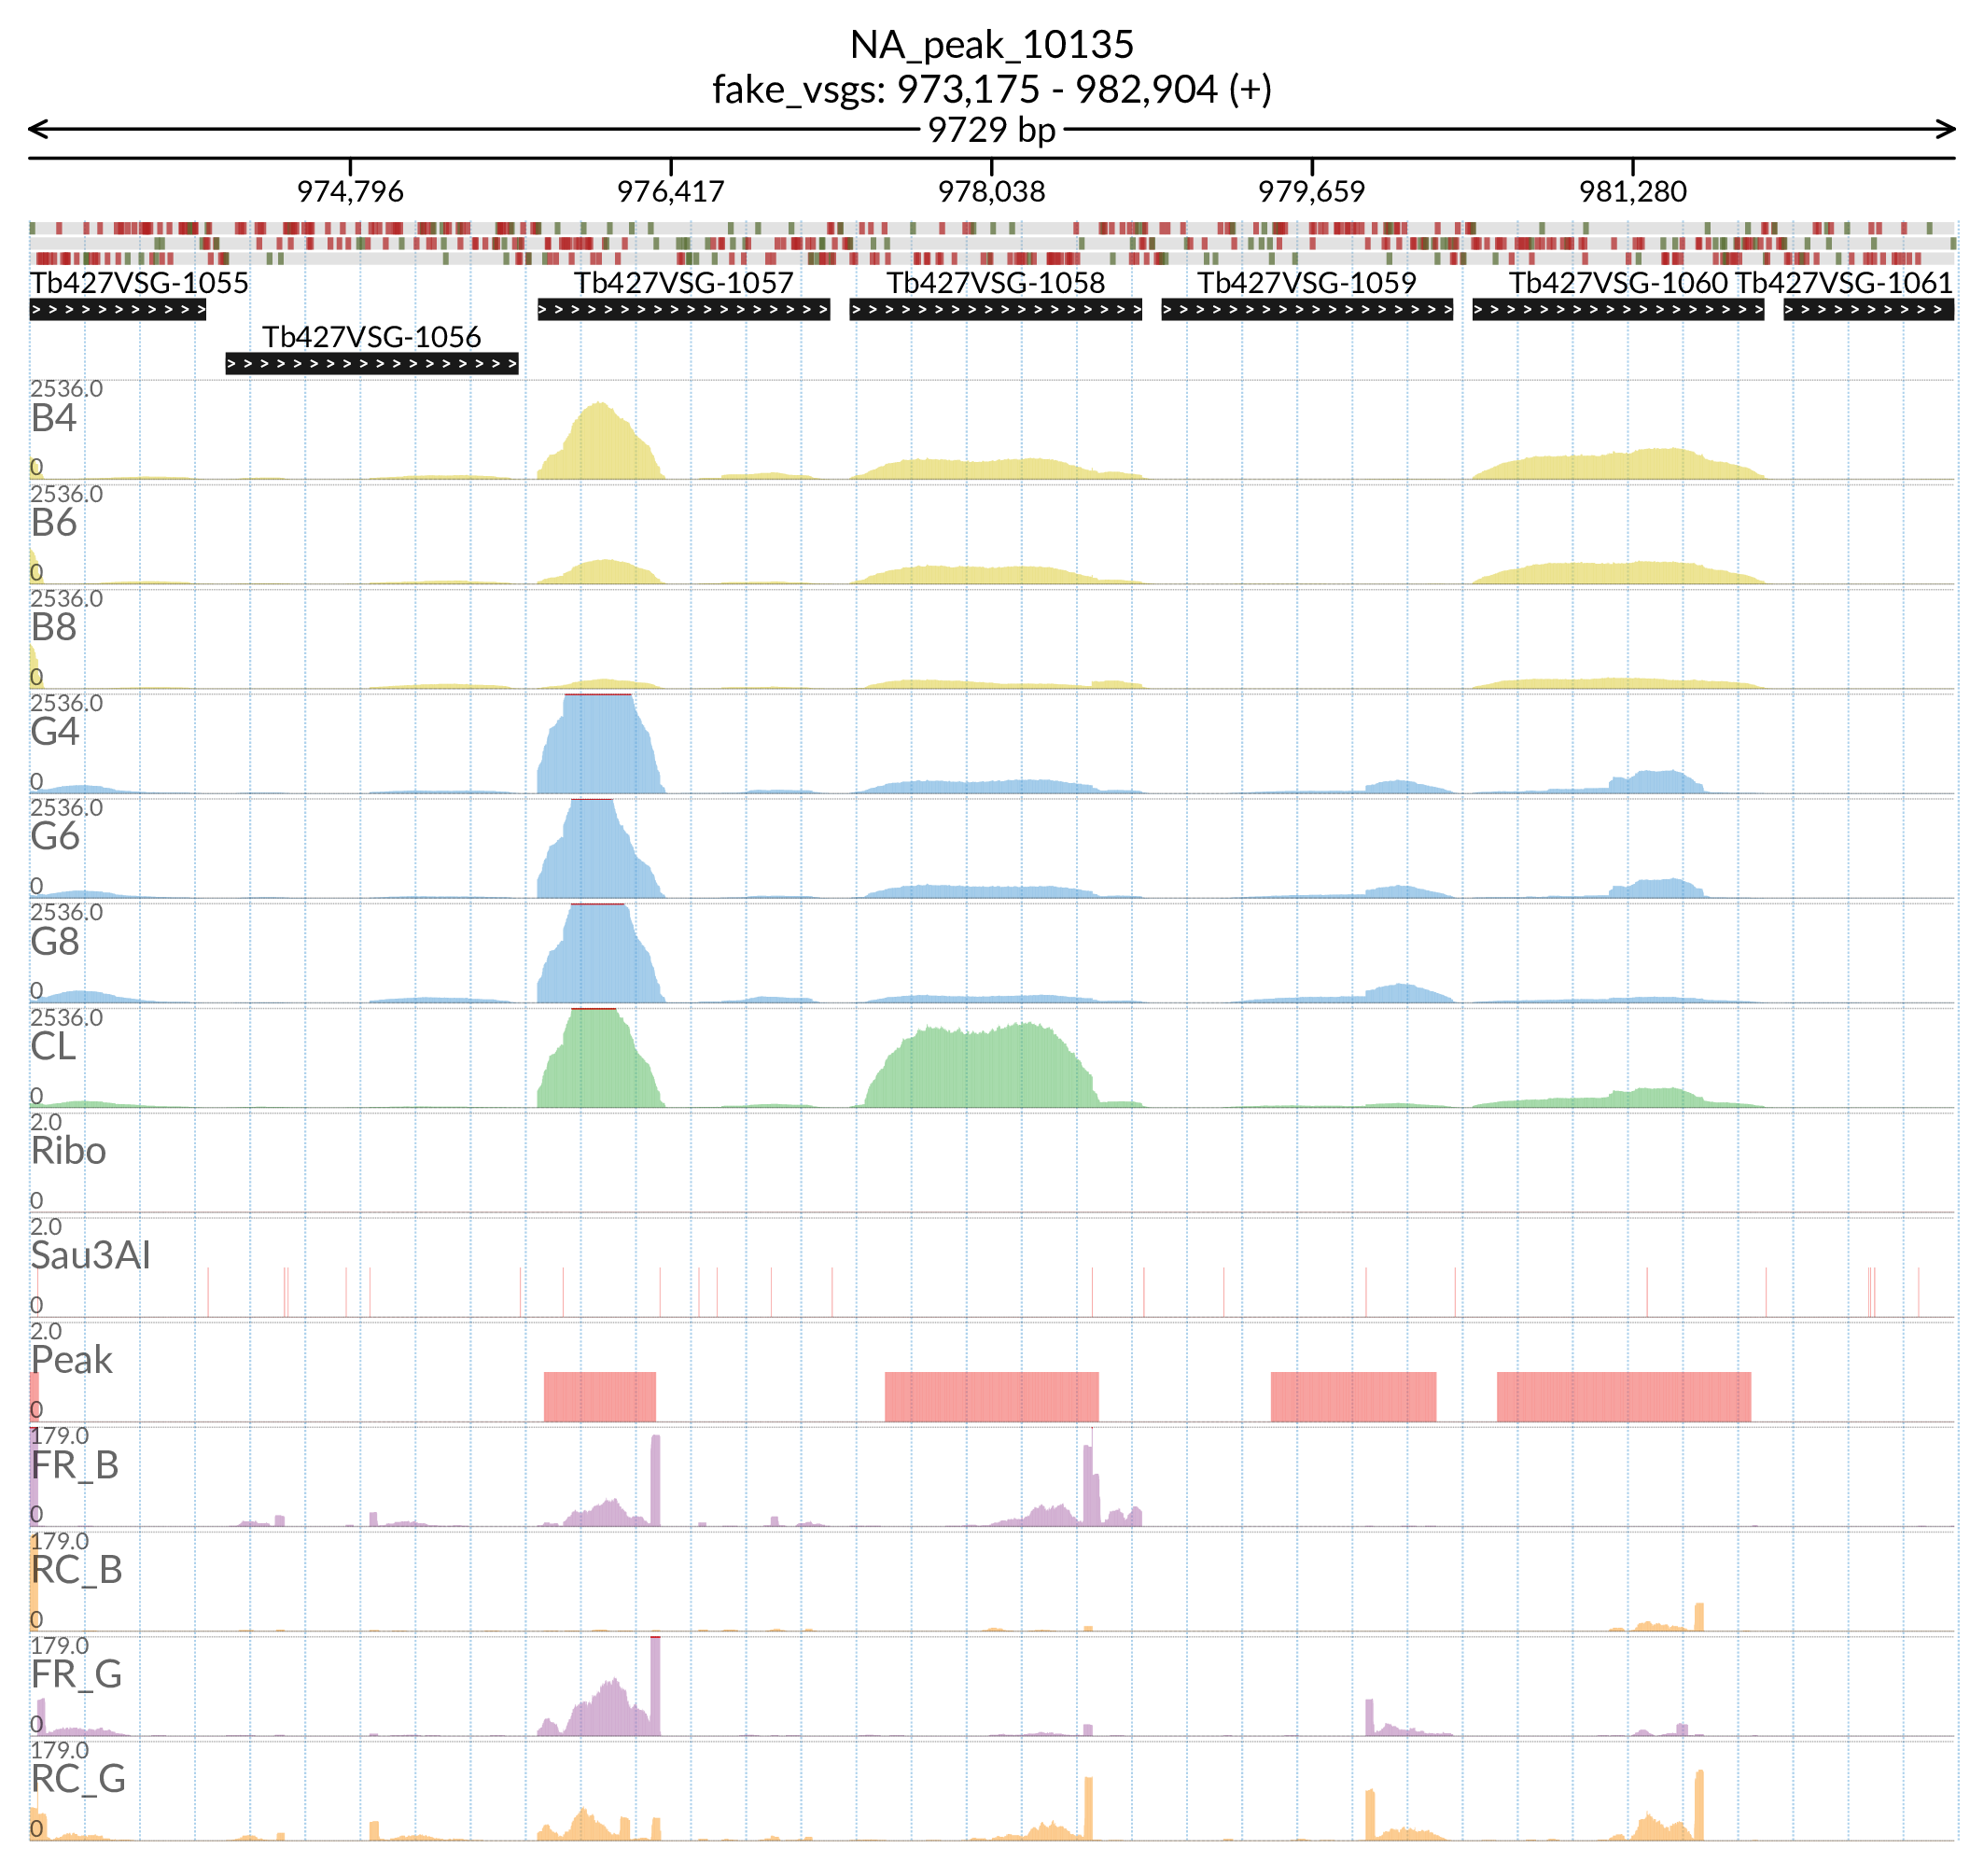 NA_peak_10135
fake_vsgs: 973,175 - 982,904 (+)
9729 bp
974,796 976,417 978,038 979,659 981,280
Tb427VSG-1055 Tb427VSG-1057 Tb427VSG-1058 Tb427VSG-1059 Tb427VSG-1060 Tb427VSG-1061
Tb427VSG-1056
2536.0
B4
0
2536.0
B6
0
2536.0
B8
0
2536.0
G4
0
2536.0
G6
0
2536.0
G8
0
2536.0
CL
0
2.0
Ribo
0
2.0
Sau3AI
0
2.0
Peak
0
179.0
FR_B
0
179.0
RC_B
0
179.0
FR_G
0
179.0
RC_G
0